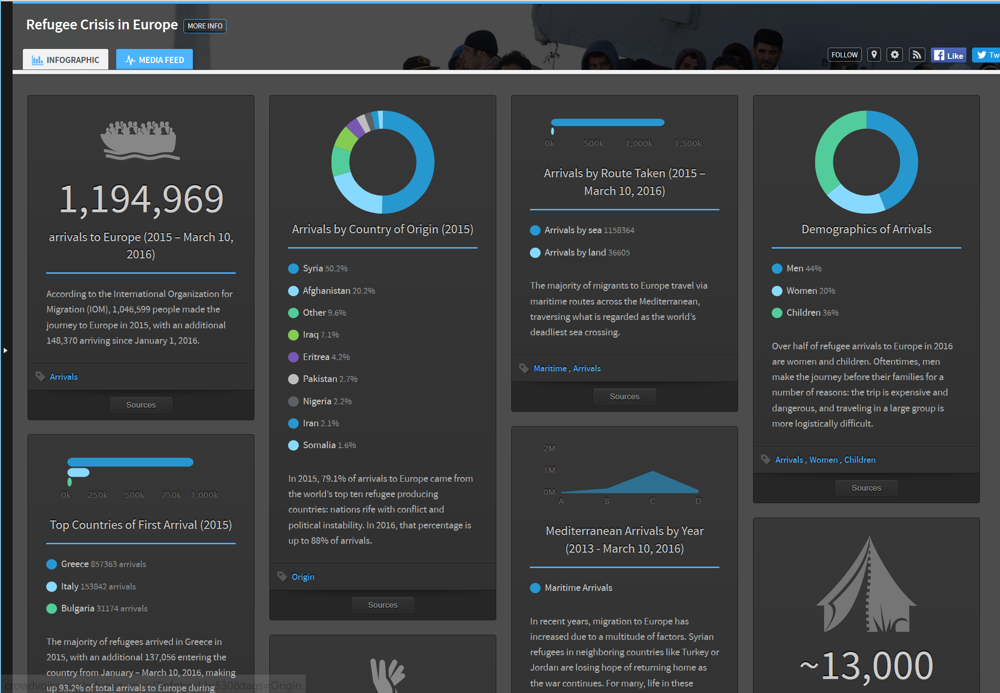 Refugee Crisis in Europe MORE INFO
INFOGRAPHIC MEDIA FEED
FOLLOW Like
1,194,969
arrivals to Europe (2015 – March 10,
2016)
According to the International Organization for
Migration (IOM), 1,046,599 people made the
journey to Europe in 2015, with an additional
148,370 arriving since January 1, 2016.
Arrivals
Sources
0k 250k 500k 750k 1,000k
Top Countries of First Arrival (2015)
Greece 857363 arrivals
Italy 153842 arrivals
Bulgaria 31174 arrivals
The majority of refugees arrived in Greece in
2015, with an additional 137,056 entering the
country from January – March 10, 2016, making
up 93.2% of total arrivals to Europe during
Arrivals by Country of Origin (2015)
Syria 50.2%
Afghanistan 20.2%
Other 9.6%
Iraq 7.1%
Eritrea 4.2%
Pakistan 2.7%
Nigeria 2.2%
Iran 2.1%
Somalia 1.6%
In 2015, 79.1% of arrivals to Europe came from
the world’s top ten refugee producing
countries: nations rife with conflict and
political instability. In 2016, that percentage is
up to 88% of arrivals.
Origin
Sources
0k 500k 1,000k 1,500k
Arrivals by Route Taken (2015 –
March 10, 2016)
Arrivals by sea 1158364
Arrivals by land 36605
The majority of migrants to Europe travel via
maritime routes across the Mediterranean,
traversing what is regarded as the world’s
deadliest sea crossing.
Maritime , Arrivals
Sources
2M
1M
0M
A B C D
Mediterranean Arrivals by Year
(2013 - March 10, 2016)
Maritime Arrivals
In recent years, migration to Europe has
increased due to a multitude of factors. Syrian
refugees in neighboring countries like Turkey or
Jordan are losing hope of returning home as
the war continues. For many, life in these
Demographics of Arrivals
Men 44%
Women 20%
Children 36%
Over half of refugee arrivals to Europe in 2016
are women and children. Oftentimes, men
make the journey before their families for a
number of reasons: the trip is expensive and
dangerous, and traveling in a large group is
more logistically difficult.
Arrivals , Women , Children
Sources
~13,000